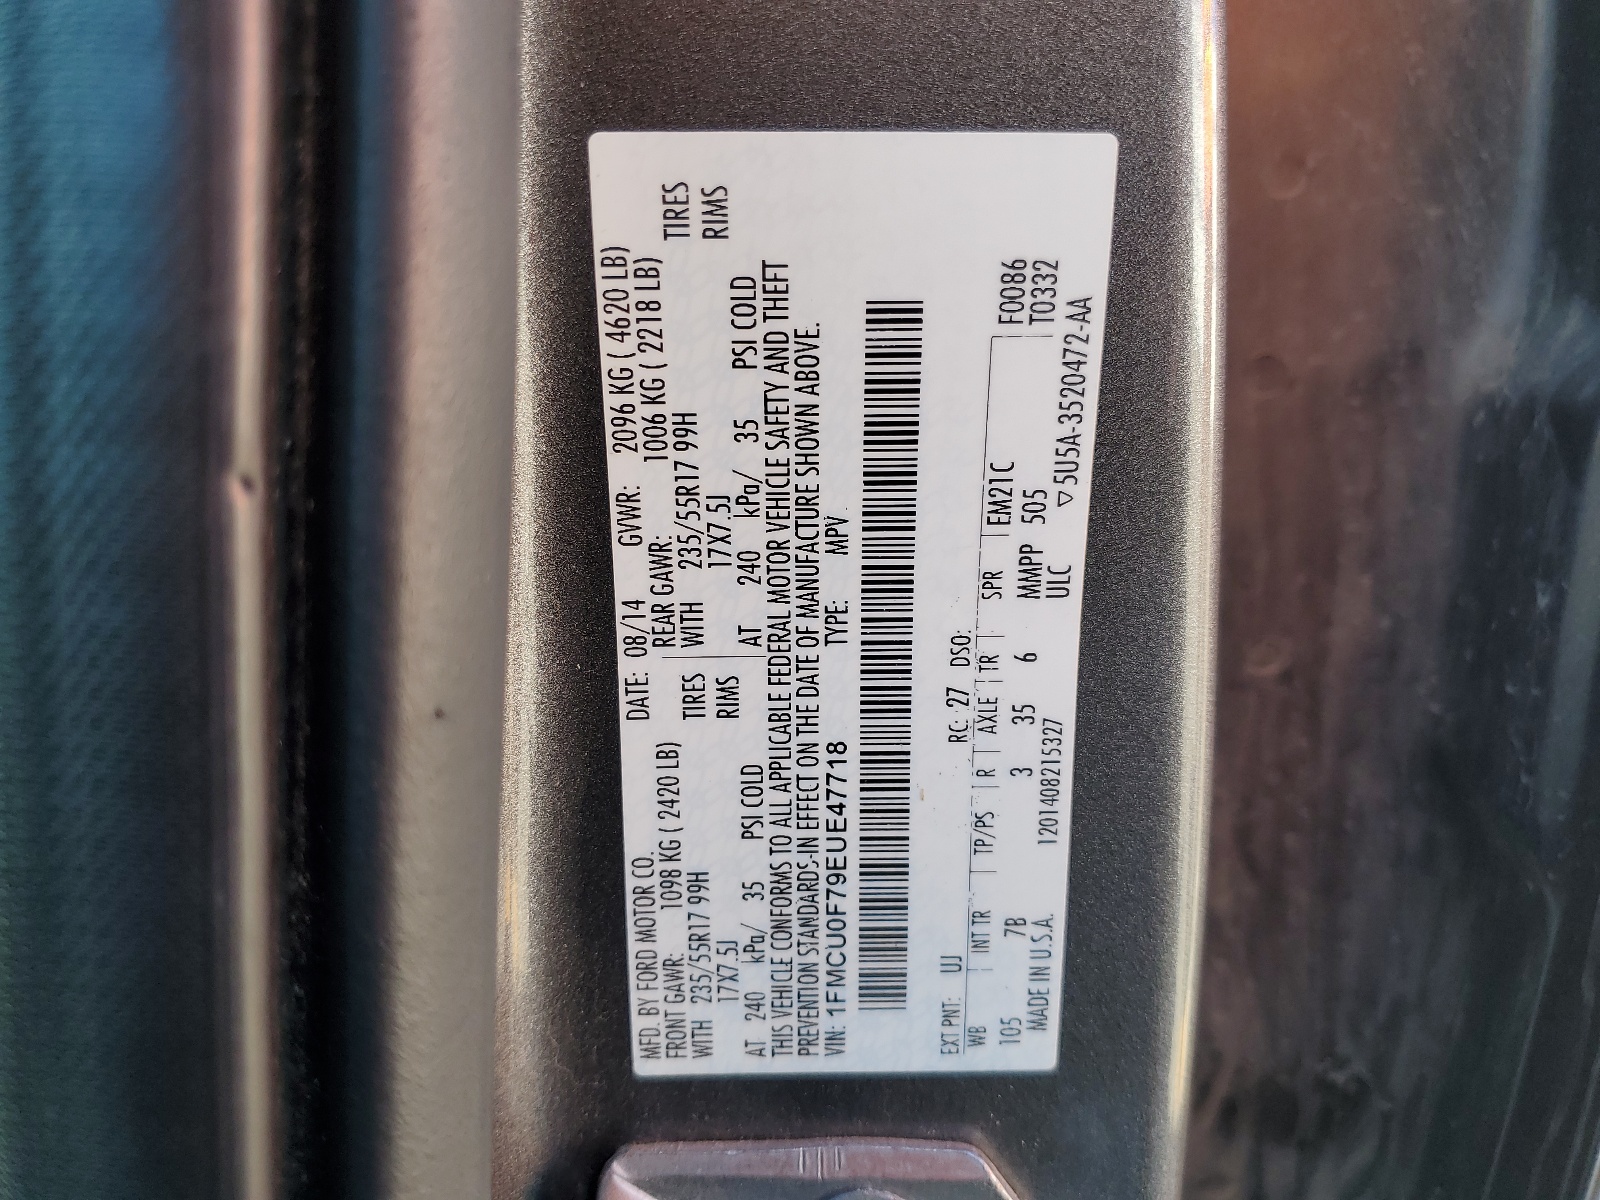 MFD. BY FORD MOTOR CO. DATE: 08/14 GVWR: 2096 KG ( 4620 LB)
FRONT GAWR: 1098 KG ( 2420 LB) REAR GAWR: 1006 KG ( 2218 LB)
WITH 235/55R17 99H TIRES WITH 235/55R17 99H TIRES
17X7.5J RIMS 17X7.5J RIMS
AT 240 kPa/ 35 PSI COLD AT 240 kPa/ 35 PSI COLD
THIS VEHICLE CONFORMS TO ALL APPLICABLE FEDERAL MOTOR VEHICLE SAFETY AND THEFT
PREVENTION STANDARDS IN EFFECT ON THE DATE OF MANUFACTURE SHOWN ABOVE.
VIN: 1FMCU0F79EUE47718 TYPE: MPV
EXT PNT: UJ RC: 27 DSO:
WB INT TR TP/PS R AXLE TR SPR EM21C F0086
105 7B 3 35 6 MMPP 505 T0332
MADE IN U.S.A. 1201408215327 ULC ▽5U5A-3520472-AA